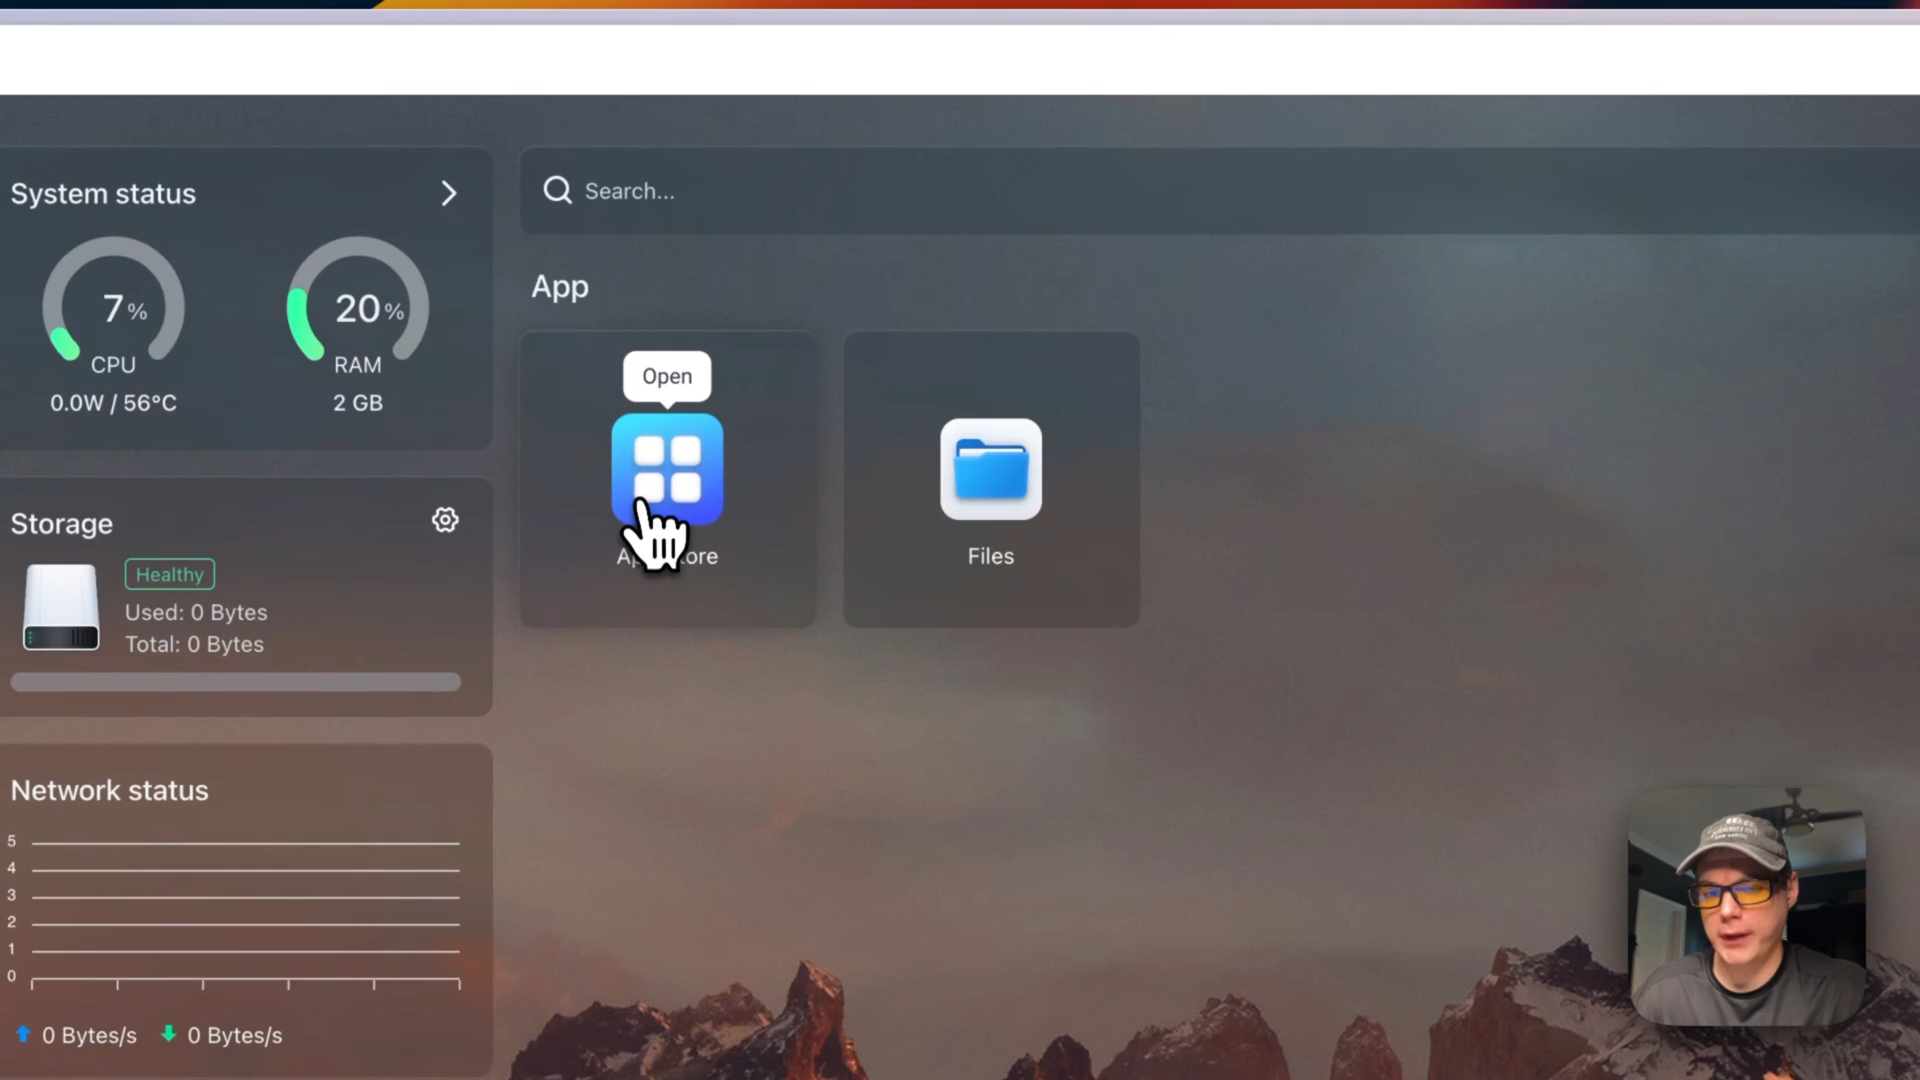 System status
7%
CPU
0.0W / 56°C
20%
RAM
2 GB
Search...
App
Open
Files
Storage
Healthy
Used: 0 Bytes
Total: 0 Bytes
Network status
5
4
3
2
1
0
0 Bytes/s
0 Bytes/s